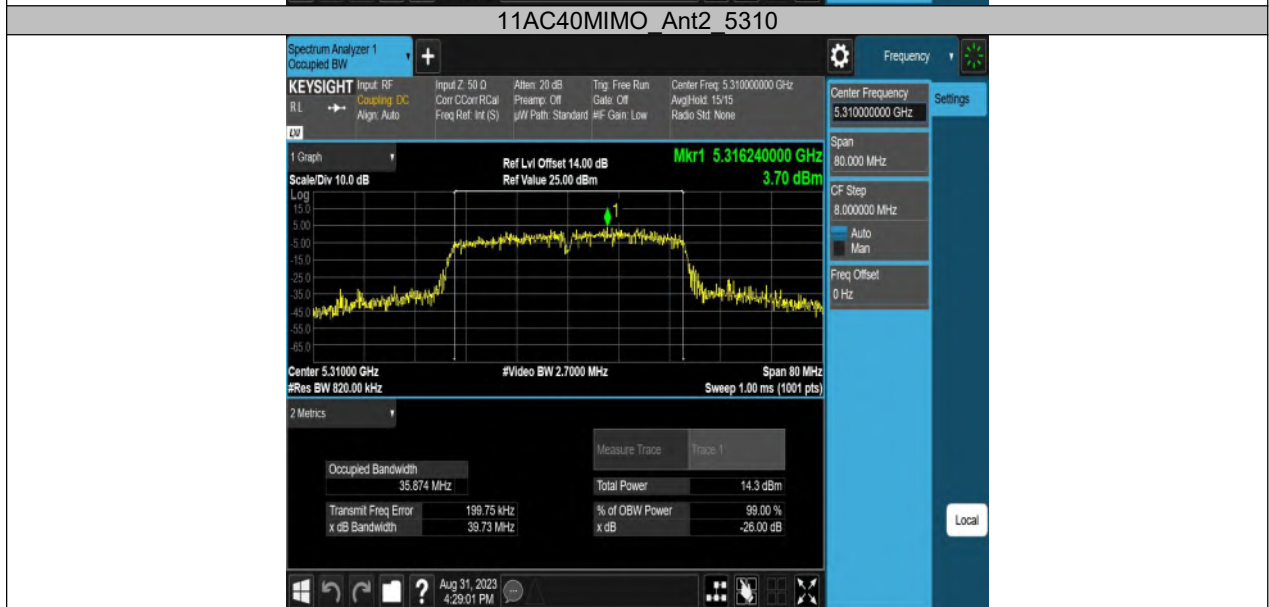 11AC40MIMO_Ant2_5310
Spectrum Analyzer 1
Occupied BW
+
Frequency
KEYSIGHT
Input: RF
Coupling: DC
Align: Auto
RL
LXI
Input Z: 50 Ω
Corr CCorr RCal
Freq Ref: Int (S)
Atten: 20 dB
Preamp: Off
µW Path: Standard
Trig: Free Run
Gate: Off
#IF Gain: Low
Center Freq: 5.310000000 GHz
Avg|Hold: 15/15
Radio Std: None
Center Frequency
5.310000000 GHz
Settings
Span
80.000 MHz
CF Step
8.000000 MHz
Auto
Man
Freq Offset
0 Hz
1 Graph
Scale/Div 10.0 dB
Ref Lvl Offset 14.00 dB
Ref Value 25.00 dBm
Mkr1 5.316240000 GHz
3.70 dBm
Log
15.0
5.00
-5.00
-15.0
-25.0
-35.0
-45.0
-55.0
-65.0
1
Center 5.31000 GHz
#Video BW 2.7000 MHz
Span 80 MHz
#Res BW 820.00 kHz
Sweep 1.00 ms (1001 pts)
2 Metrics
Measure Trace
Trace 1
Occupied Bandwidth
35.874 MHz
Total Power
14.3 dBm
Transmit Freq Error
199.75 kHz
% of OBW Power
99.00 %
x dB Bandwidth
39.73 MHz
x dB
-26.00 dB
Local
?
Aug 31, 2023
4:29:01 PM